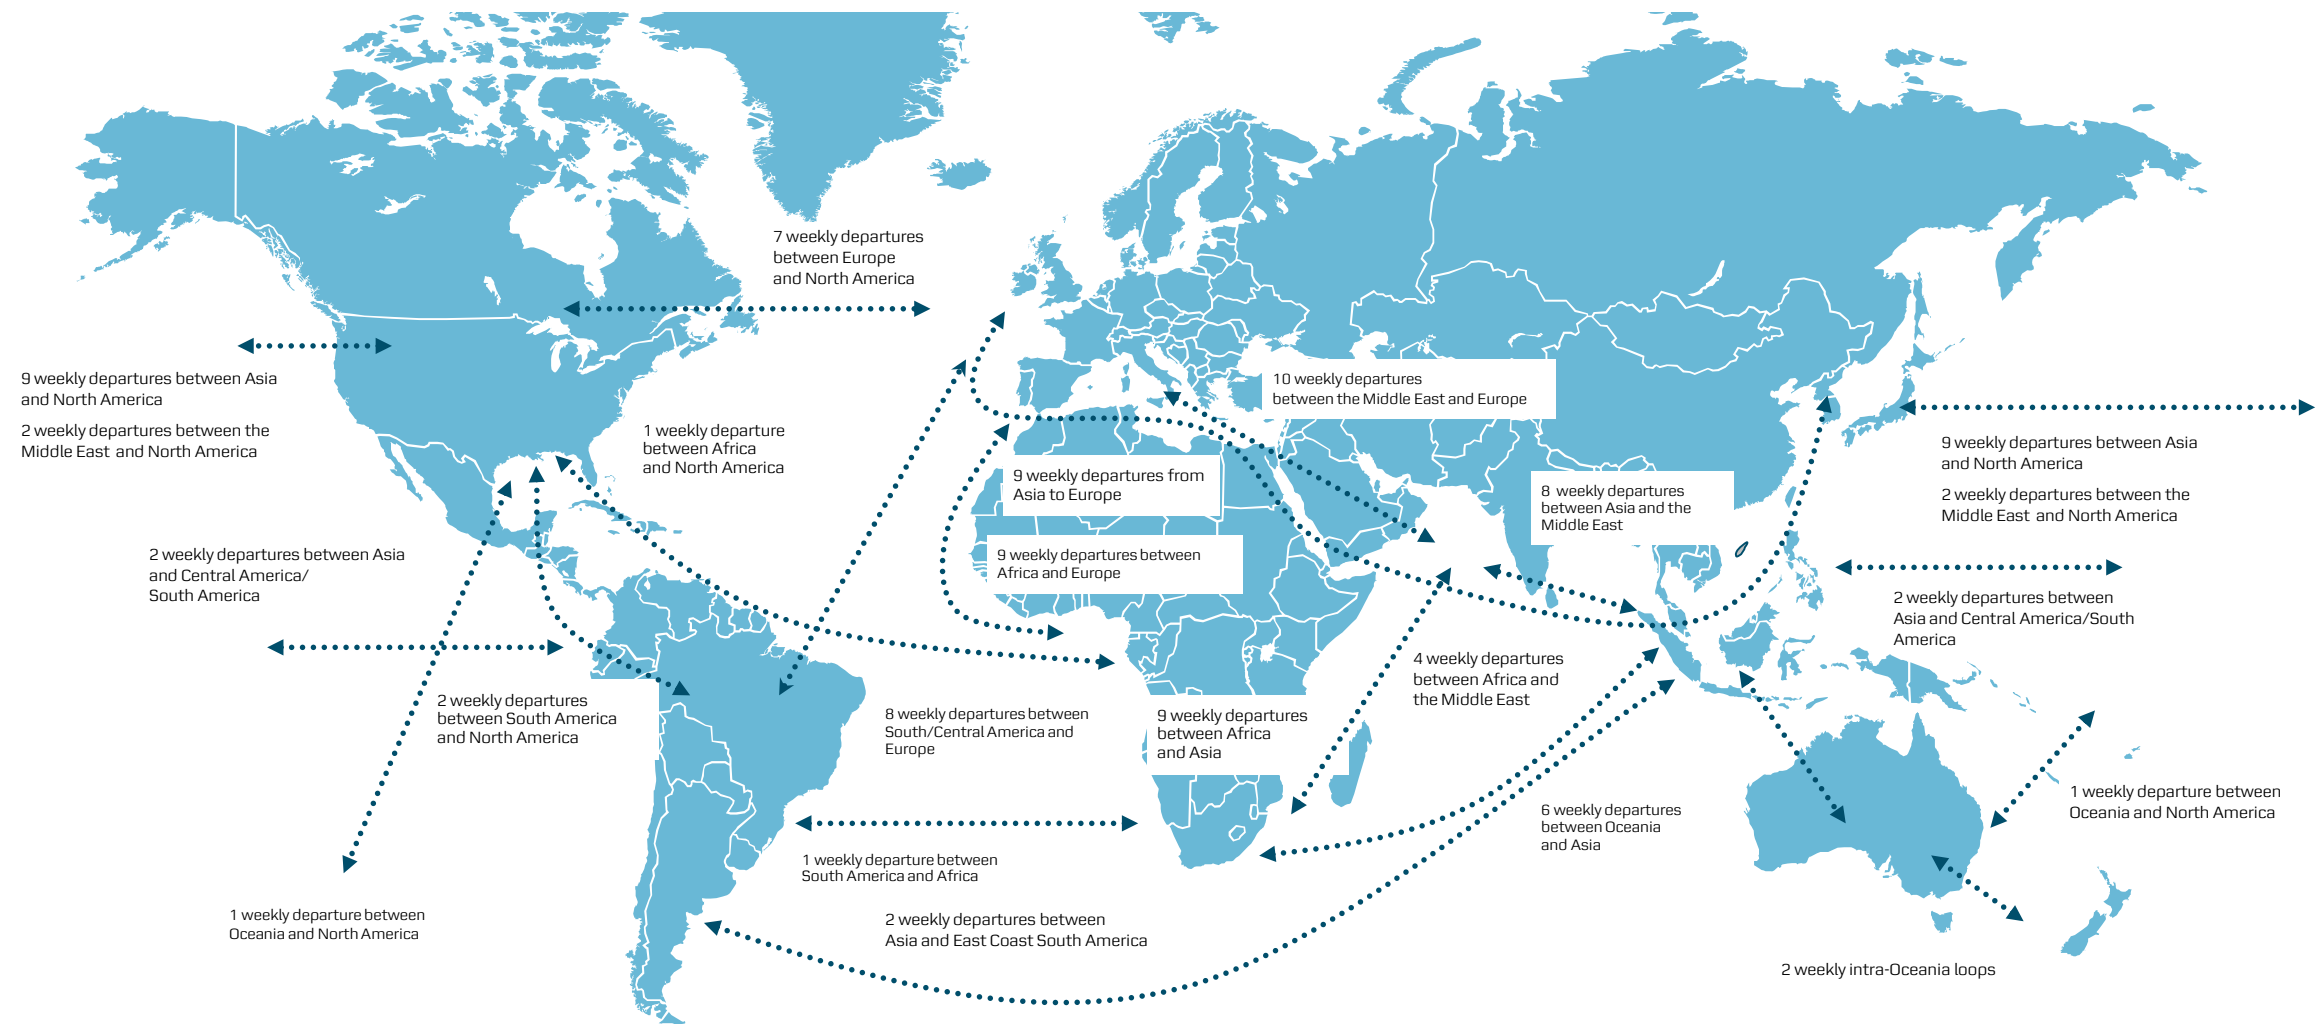 7 weekly departures
between Europe
and North America
9 weekly departures between Asia
and North America
2 weekly departures between the
Middle East and North America
1 weekly departure
between Africa
and North America
10 weekly departures
between the Middle East and Europe
9 weekly departures from
Asia to Europe
8 weekly departures
between Asia and the
Middle East
9 weekly departures between Asia
and North America
2 weekly departures between the
Middle East and North America
2 weekly departures between Asia
and Central America/
South America
9 weekly departures between
Africa and Europe
2 weekly departures between
Asia and Central America/South
America
2 weekly departures
between South America
and North America
8 weekly departures between
South/Central America and
Europe
9 weekly departures
between Africa
and Asia
4 weekly departures
between Africa and
the Middle East
6 weekly departures
between Oceania
and Asia
1 weekly departure between
Oceania and North America
1 weekly departure between
South America and Africa
1 weekly departure between
Oceania and North America
2 weekly departures between
Asia and East Coast South America
2 weekly intra-Oceania loops